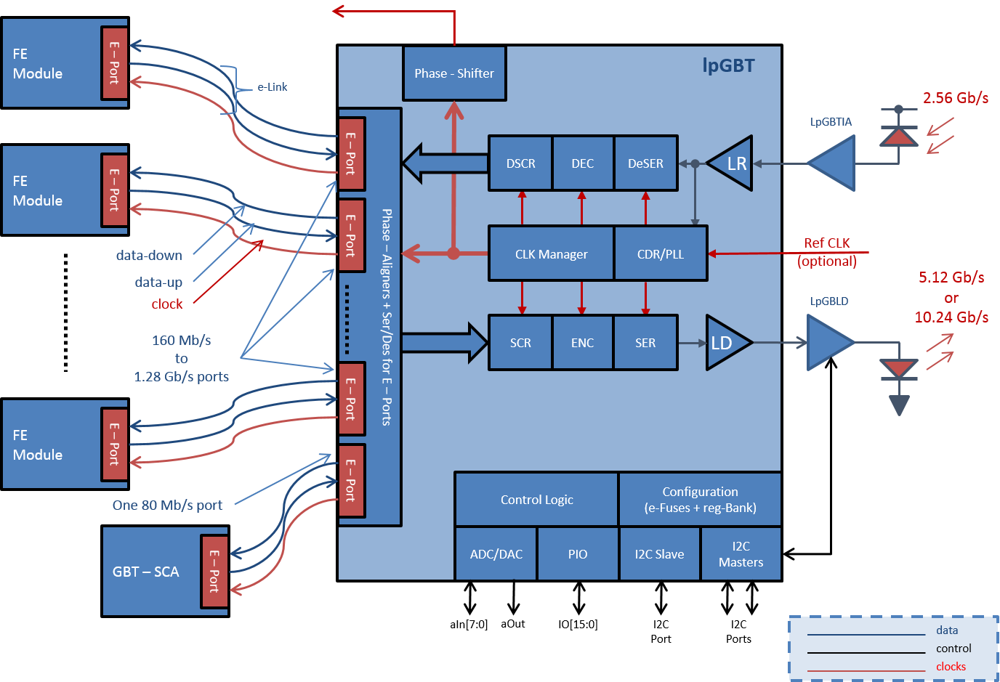 FE
Module
E – Port
e-Link
FE
Module
E – Port
data-down
data-up
clock
160 Mb/s
to
1.28 Gb/s ports
FE
Module
E – Port
One 80 Mb/s port
GBT – SCA
E – Port
E – Port
E – Port
E – Port
E – Port
Phase – Aligners + Ser/Des for E – Ports
Phase - Shifter
lpGBT
DSCR
DEC
DeSER
LR
LpGBTIA
2.56 Gb/s
CLK Manager
CDR/PLL
Ref CLK
(optional)
SCR
ENC
SER
LD
LpGBLD
5.12 Gb/s
or
10.24 Gb/s
Control Logic
Configuration
(e-Fuses + reg-Bank)
ADC/DAC
PIO
I2C Slave
I2C
Masters
aIn[7:0]
aOut
IO[15:0]
I2C
Port
I2C
Ports
data
control
clocks